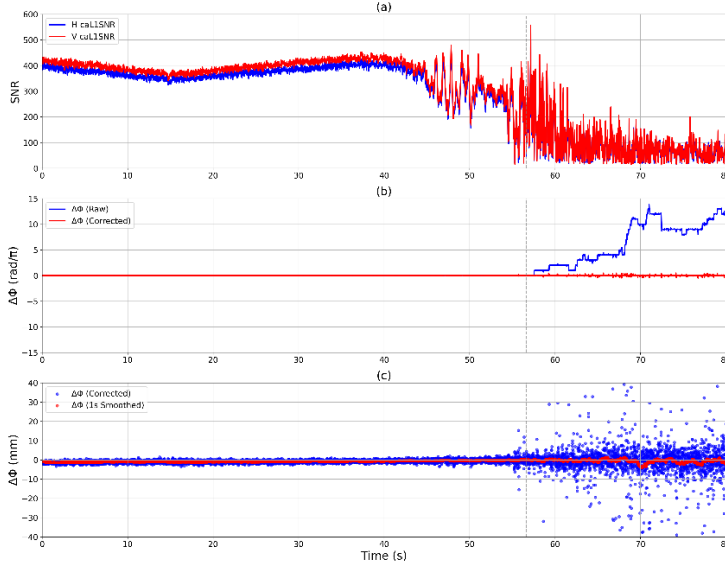 (a)
600
H caL1SNR
V caL1SNR
500
400
SNR
300
200
100
0
0 10 20 30 40 50 60 70 80
(b)
15
ΔΦ (Raw)
ΔΦ (Corrected)
10
5
ΔΦ (rad/π)
0
−5
10
−15
0 10 20 30 40 50 60 70 80
(c)
40
ΔΦ (Corrected)
ΔΦ (1s Smoothed)
30
20
10
ΔΦ (mm)
0
−10
−20
−30
−40
0 10 20 30 40 50 60 70 8
Time (s)